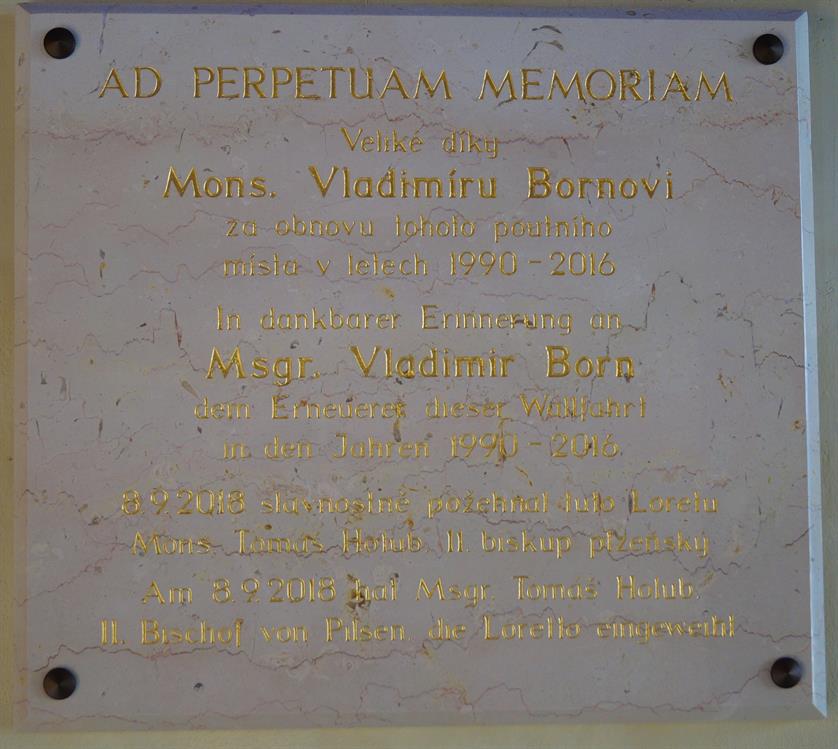 AD PERPETUAM MEMORIAM
Veliké díky
Mons. Vladimíru Bornovi
za obnovu tohoto poutního
místa v letech 1990 - 2016
In dankbarer Erinnerung an
Msgr. Vladimir Born
dem Erneuerer dieser Wallfahrt
in den Jahren 1990 - 2016
8.9.2018 slavnostně požehnal tuto Loretu
Mons. Tomáš Holub, II. biskup plzeňský
Am 8.9.2018 hat Msgr. Tomáš Holub,
II. Bischof von Pilsen, die Loretto eingeweiht